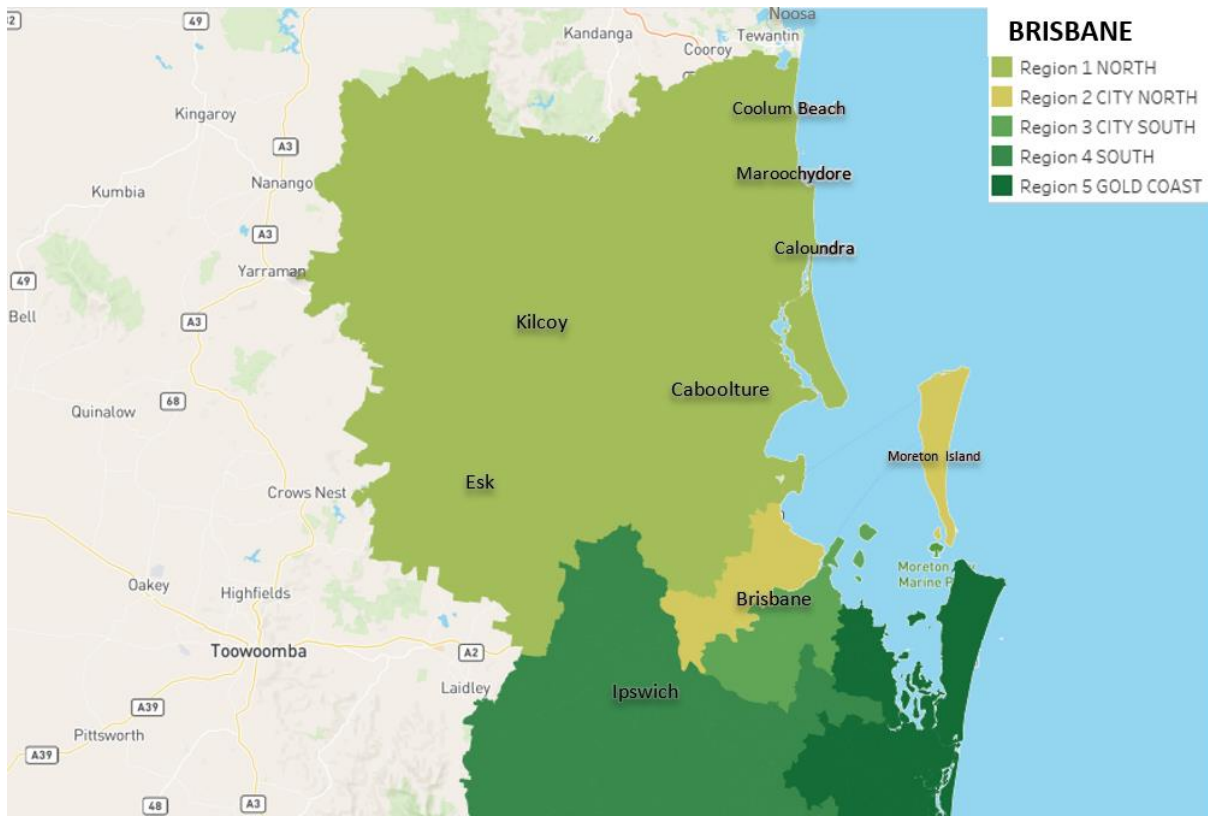 32
49
Kandanga
Noosa
Tewantin
Cooroy
BRISBANE
Region 1 NORTH
Region 2 CITY NORTH
Region 3 CITY SOUTH
Region 4 SOUTH
Region 5 GOLD COAST
Kingaroy
Coolum Beach
A3
Kumbia
Nanango
Maroochydore
A3
Caloundra
49
Yarraman
Bell
A3
Kilcoy
Caboolture
68
Quinalow
Moreton Island
Crows Nest
Esk
Oakey
Highfields
Moreton
Marine P
Brisbane
Toowoomba
A2
Laidley
Ipswich
A39
Pittsworth
A39
48
A3